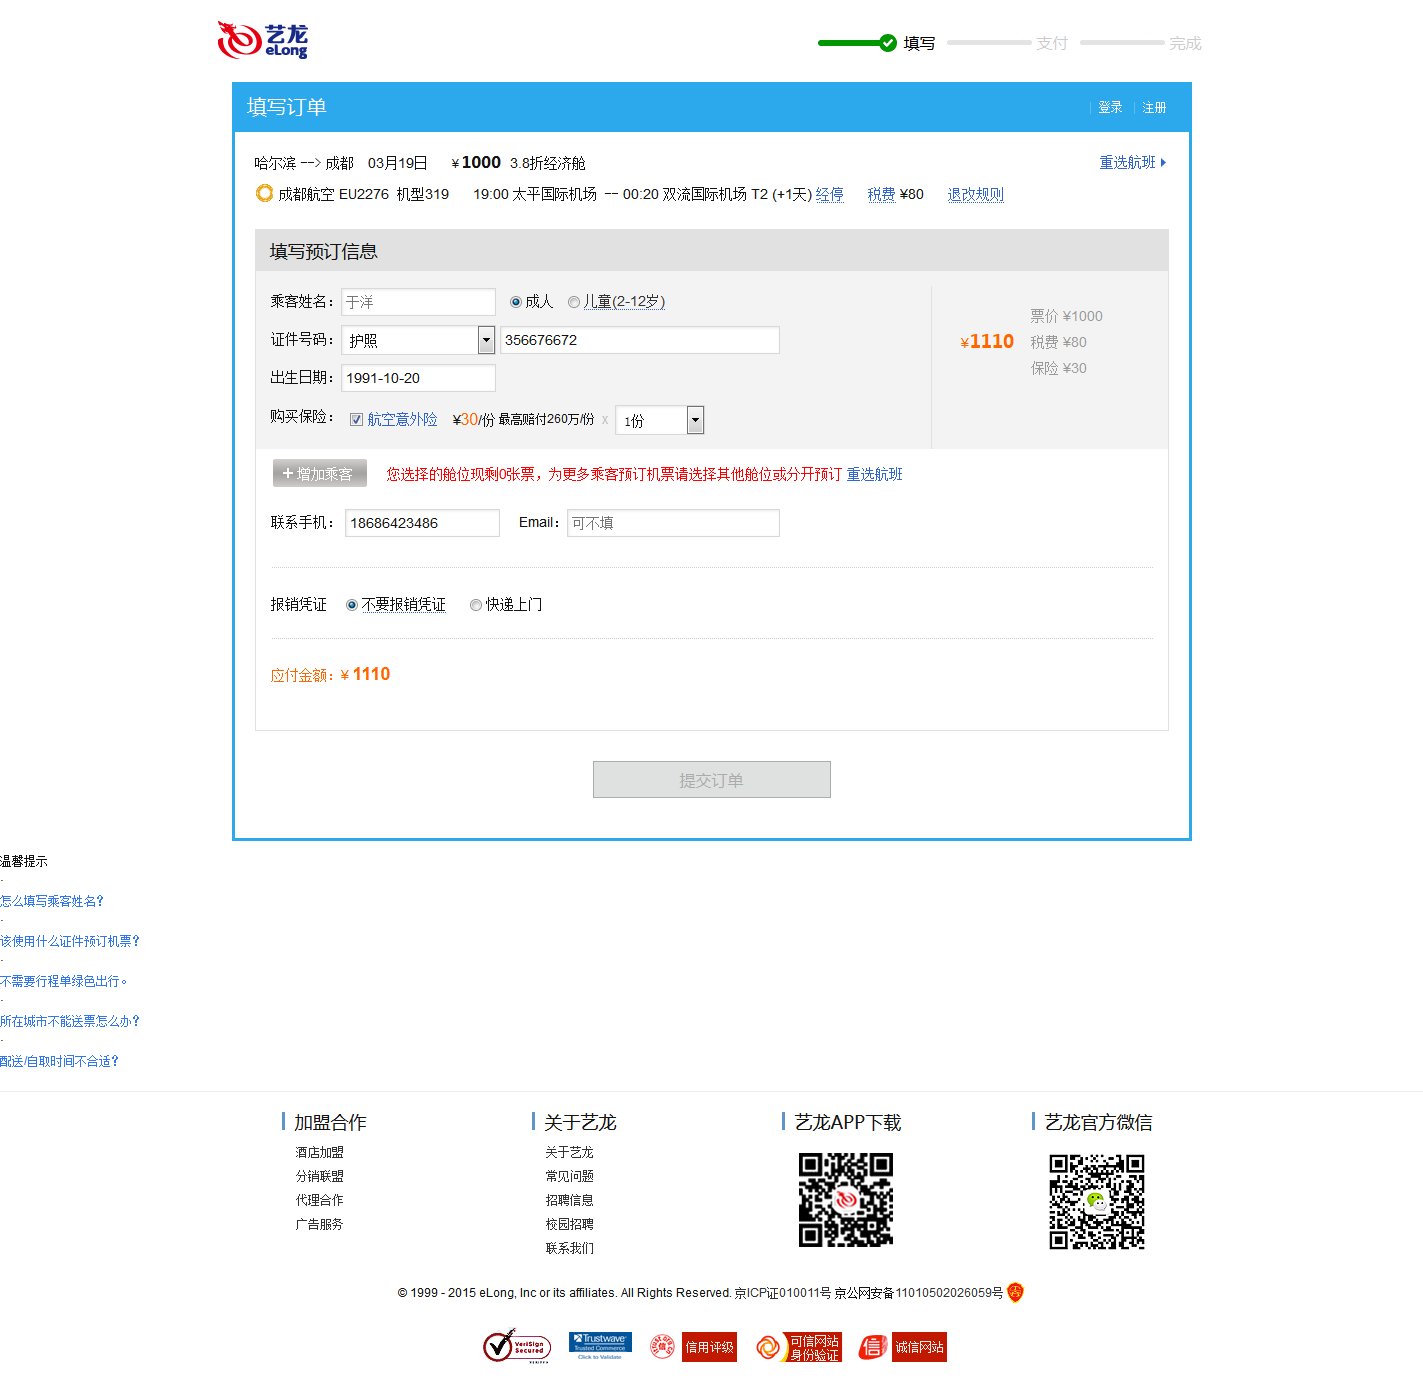 艺龙
eLong
填写 支付 完成
填写订单 登录 注册
哈尔滨 --> 成都 03月19日 ¥1000 3.8折经济舱 重选航班
成都航空 EU2276 机型319 19:00 太平国际机场 -- 00:20 双流国际机场 T2 (+1天) 经停 税费 ¥80 退改规则
填写预订信息
乘客姓名： 于洋 成人 儿童(2-12岁)
票价 ¥1000
证件号码： 护照 356676672
¥1110 税费 ¥80
保险 ¥30
出生日期： 1991-10-20
购买保险： 航空意外险 ¥30/份 最高赔付260万/份 x 1份
+ 增加乘客 您选择的舱位现剩0张票，为更多乘客预订机票请选择其他舱位或分开预订 重选航班
联系手机： 18686423486 Email： 可不填
报销凭证 不要报销凭证 快递上门
应付金额：¥ 1110
提交订单
温馨提示
·
怎么填写乘客姓名？
·
该使用什么证件预订机票？
·
不需要行程单绿色出行。
·
所在城市不能送票怎么办？
·
配送/自取时间不合适？
加盟合作 关于艺龙 艺龙APP下载 艺龙官方微信
酒店加盟 关于艺龙
分销联盟 常见问题
代理合作 招聘信息
广告服务 校园招聘
联系我们
© 1999 - 2015 eLong, Inc or its affiliates. All Rights Reserved. 京ICP证010011号 京公网安备11010502026059号
VeriSign Secured Trustwave Trusted Commerce Click to Validate 信用评级 可信网站 身份验证 信 诚信网站